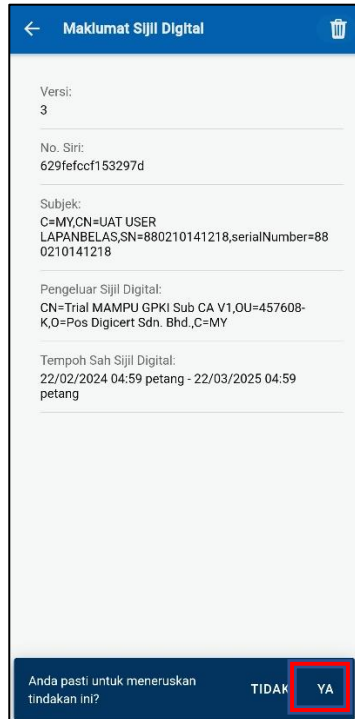 Maklumat Sijil Digital
Versi:
3
No. Siri:
629fefccf153297d
Subjek:
C=MY,CN=UAT USER
LAPANBELAS,SN=880210141218,serialNumber=88
0210141218
Pengeluar Sijil Digital:
CN=Trial MAMPU GPKI Sub CA V1,OU=457608-
K,O=Pos Digicert Sdn. Bhd.,C=MY
Tempoh Sah Sijil Digital:
22/02/2024 04:59 petang - 22/03/2025 04:59
petang
Anda pasti untuk meneruskan
tindakan ini?
TIDAK YA